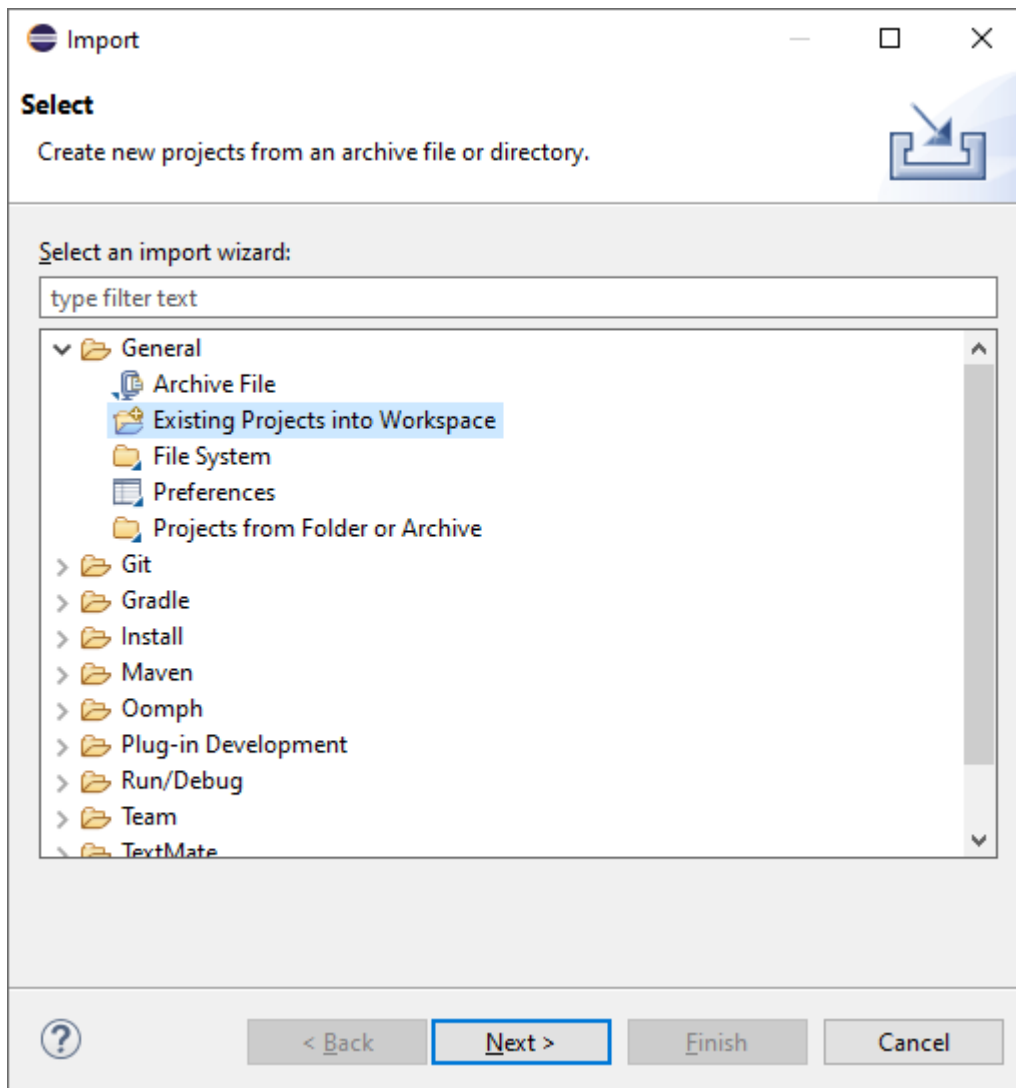 Import
Select
Create new projects from an archive file or directory.
Select an import wizard:
type filter text
General
Archive File
Existing Projects into Workspace
File System
Preferences
Projects from Folder or Archive
Git
Gradle
Install
Maven
Oomph
Plug-in Development
Run/Debug
Team
TextMate
? < Back Next > Finish Cancel